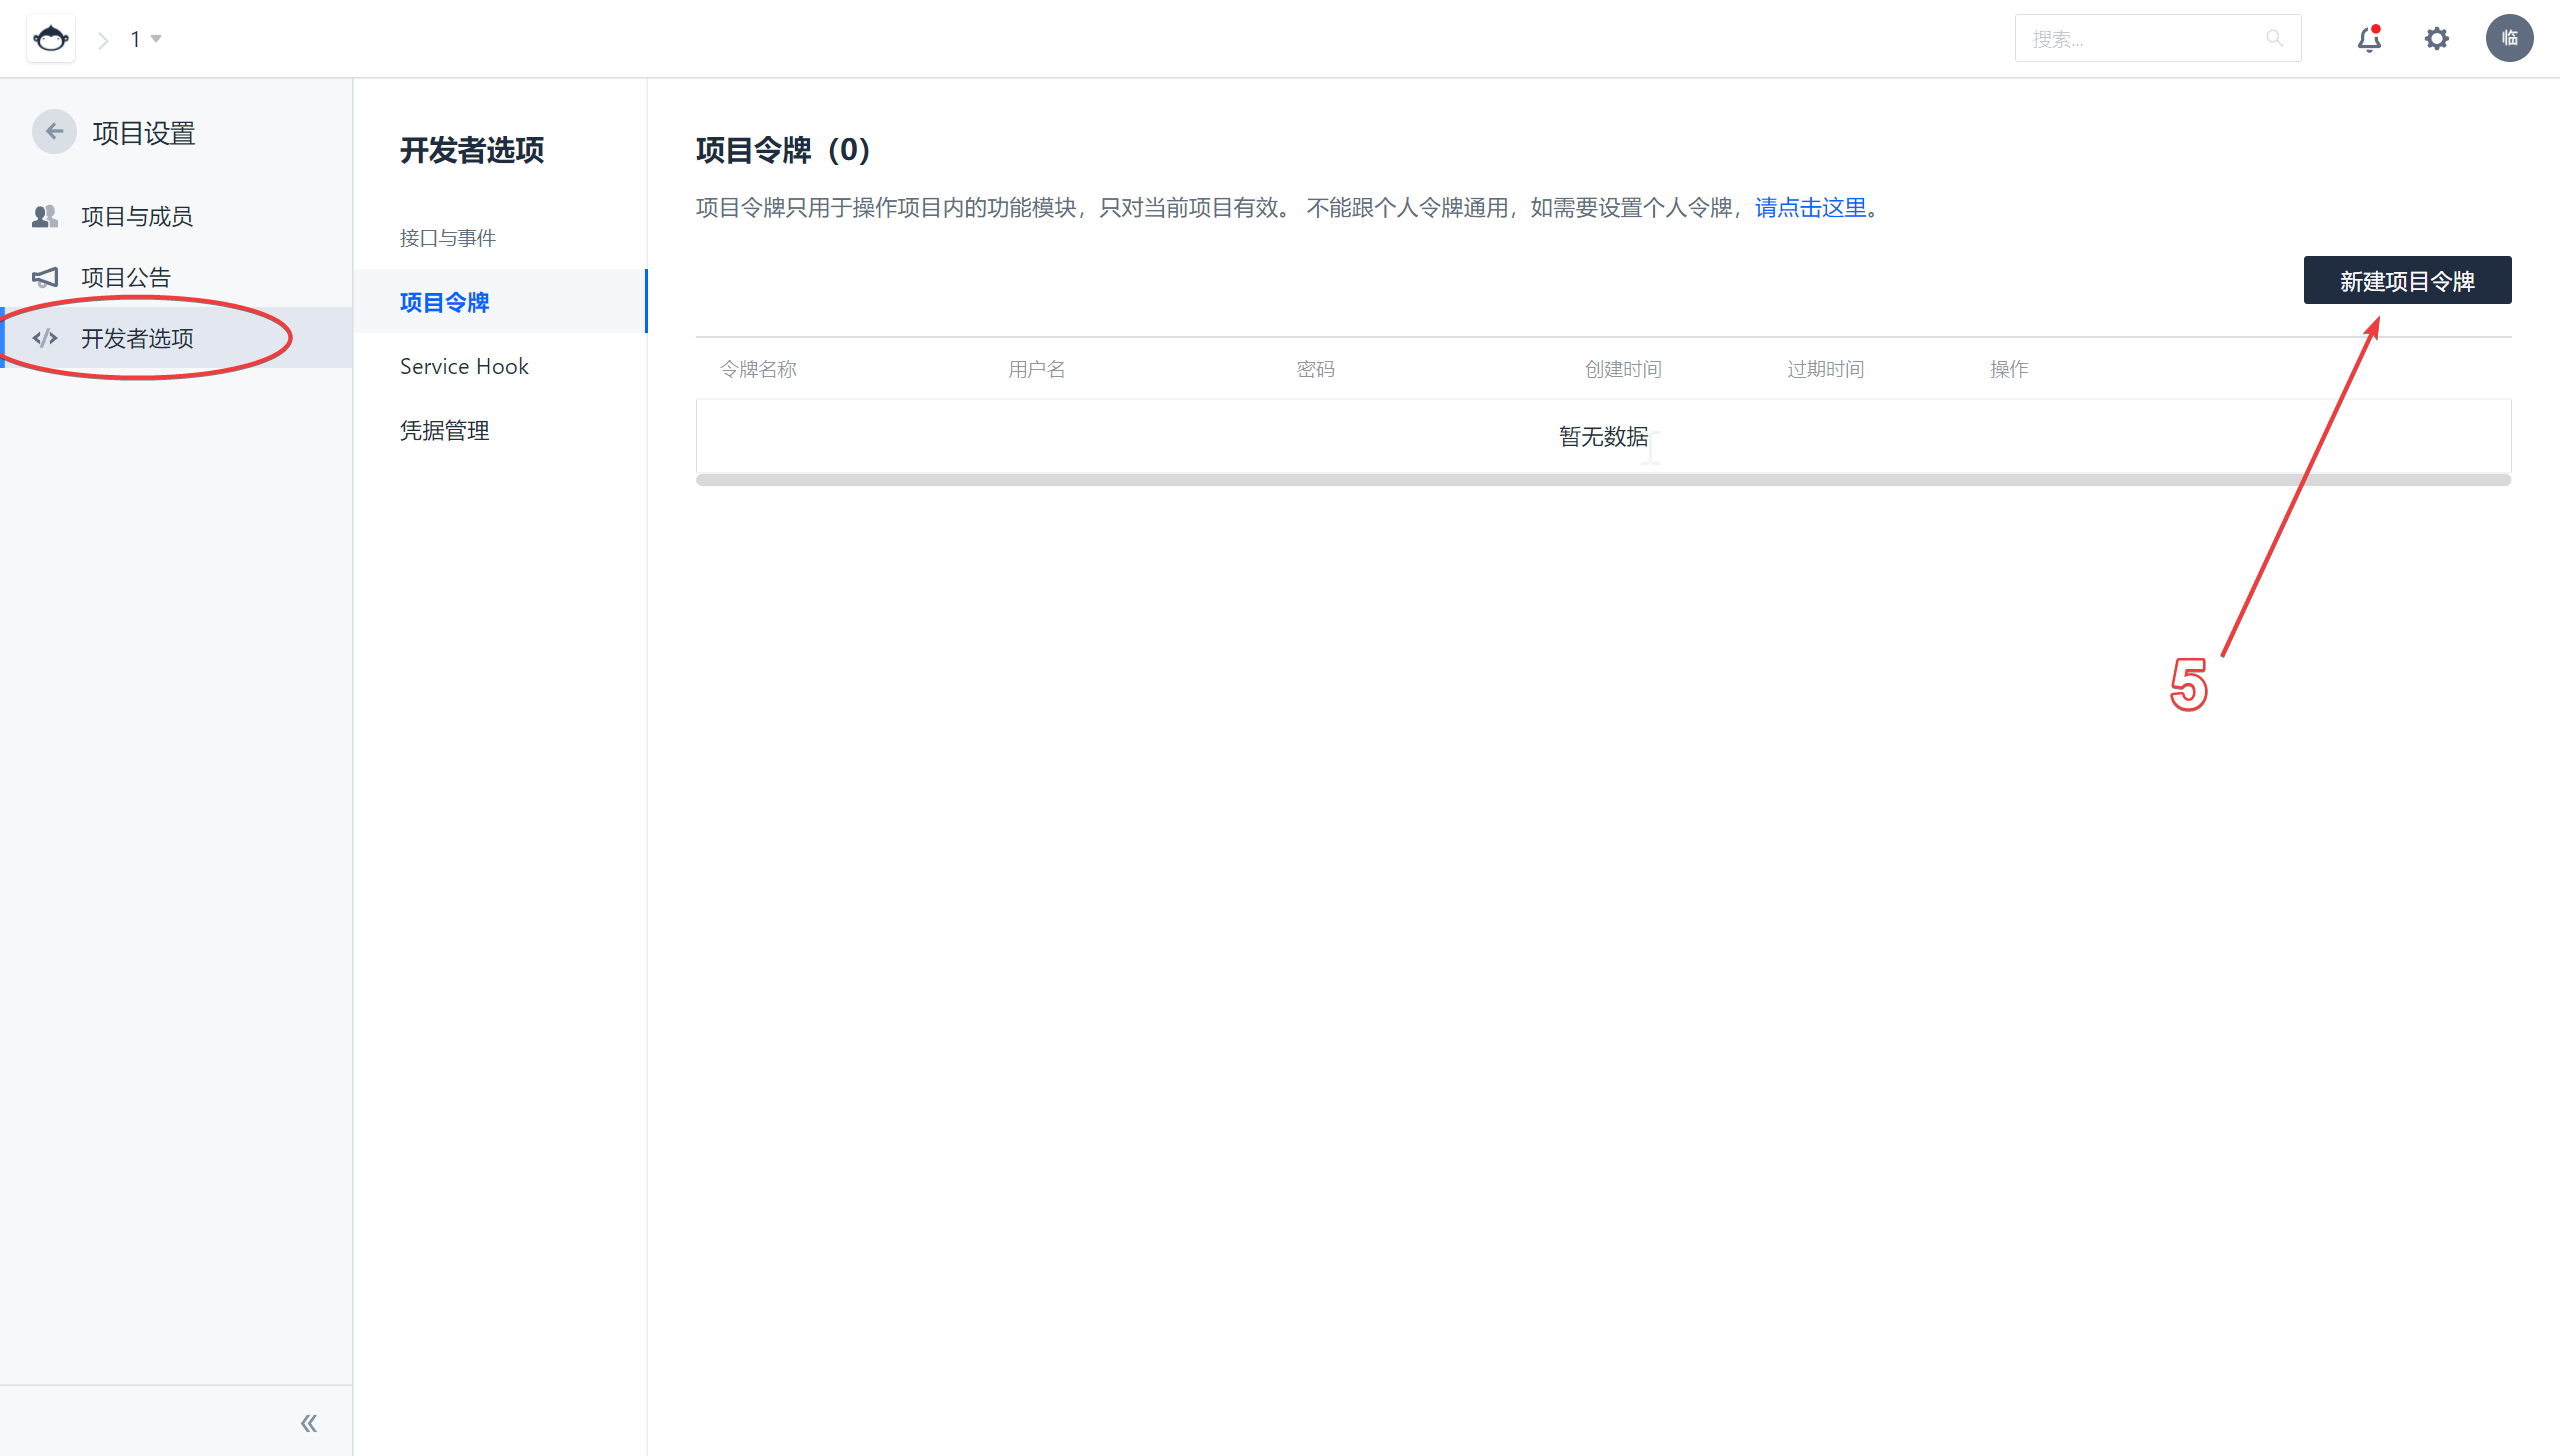 1
搜索...
临
项目设置
项目与成员
项目公告
开发者选项
开发者选项
接口与事件
项目令牌
Service Hook
凭据管理
项目令牌（0）
项目令牌只用于操作项目内的功能模块，只对当前项目有效。 不能跟个人令牌通用，如需要设置个人令牌，请点击这里。
新建项目令牌
令牌名称 用户名 密码 创建时间 过期时间 操作
暂无数据
5